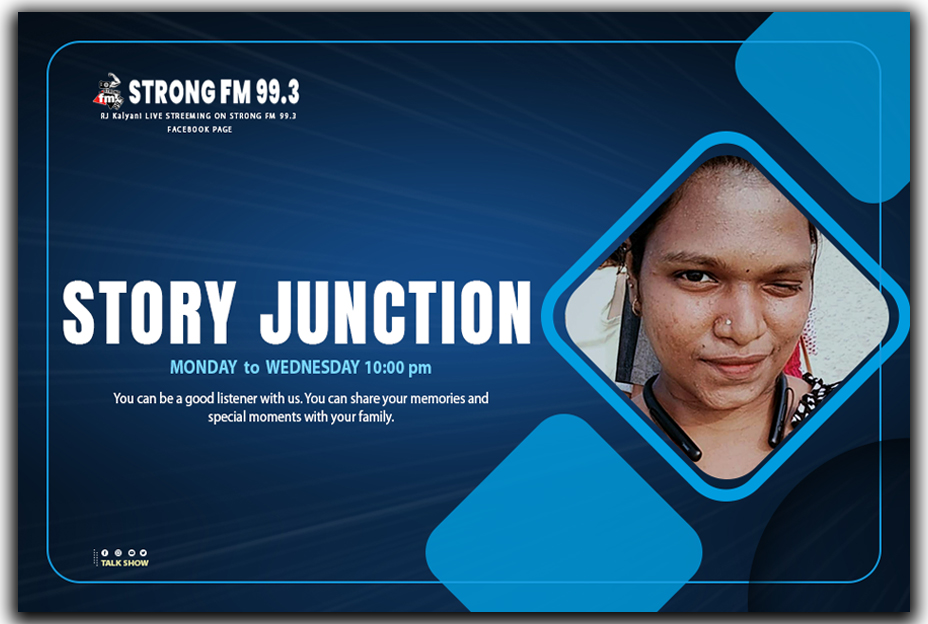 fm
STRONG FM 99.3
RJ Kalyani LIVE STREEMING ON STRONG FM 99.3
FACEBOOK PAGE
STORY JUNCTION
MONDAY to WEDNESDAY 10:00 pm
You can be a good listener with us. You can share your memories and
special moments with your family.
TALK SHOW